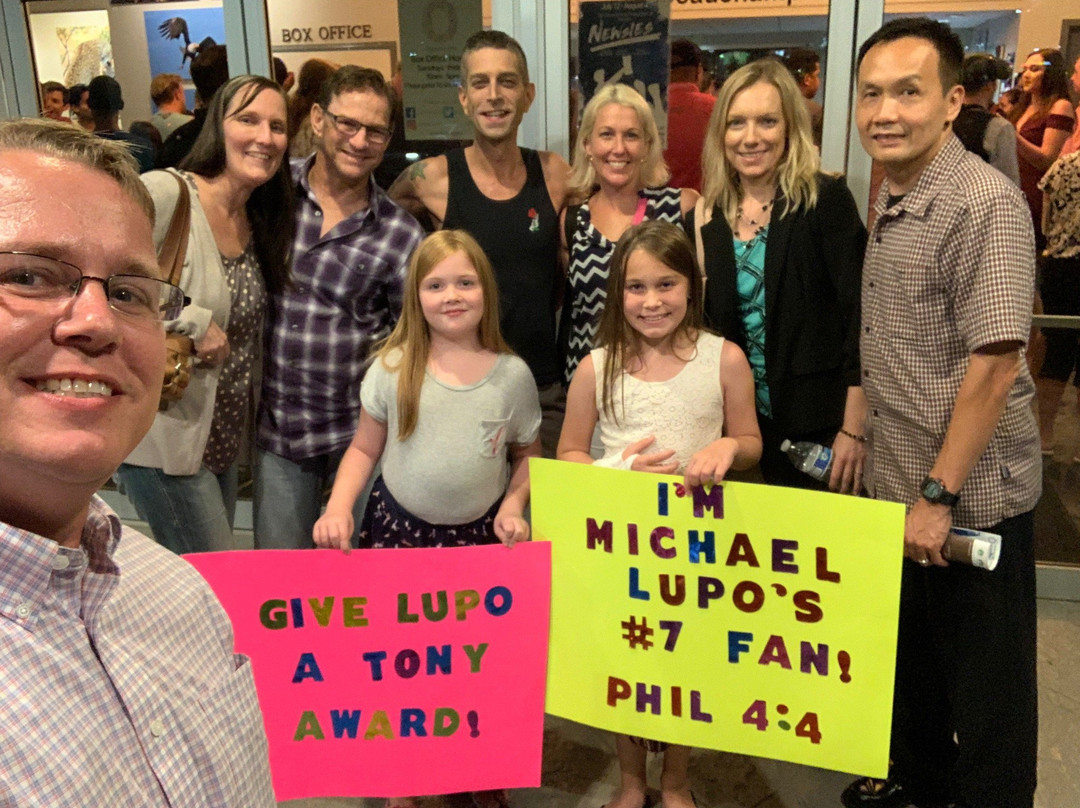 BOX OFFICE
Newsies
GIVE LUPO
A TONY
AWARD!
I'M
MICHAEL
LUPO'S
#7 FAN!
PHIL 4:4